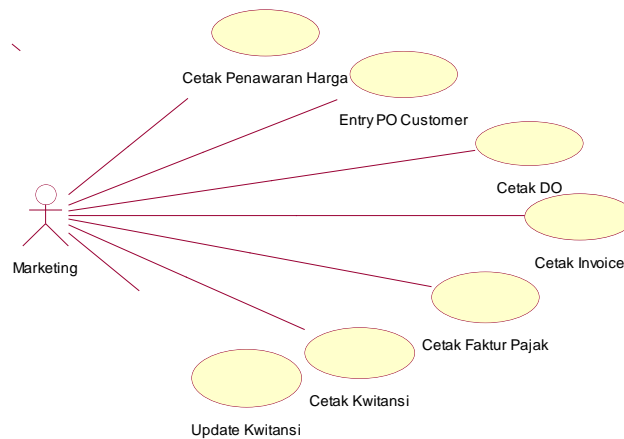 Cetak Penawaran Harga
Entry PO Customer
Cetak DO
Cetak Invoice
Marketing
Cetak Faktur Pajak
Cetak Kwitansi
Update Kwitansi